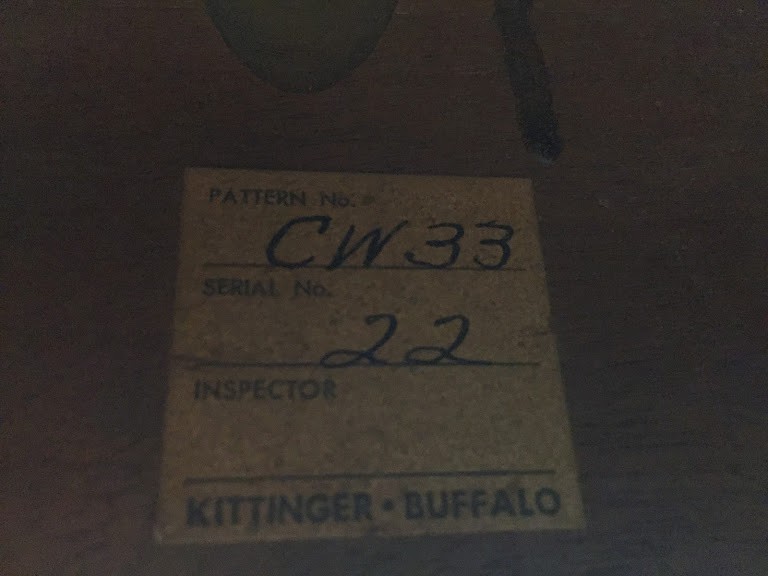 PATTERN No.
CW33
SERIAL No.
22
INSPECTOR
KITTINGER • BUFFALO